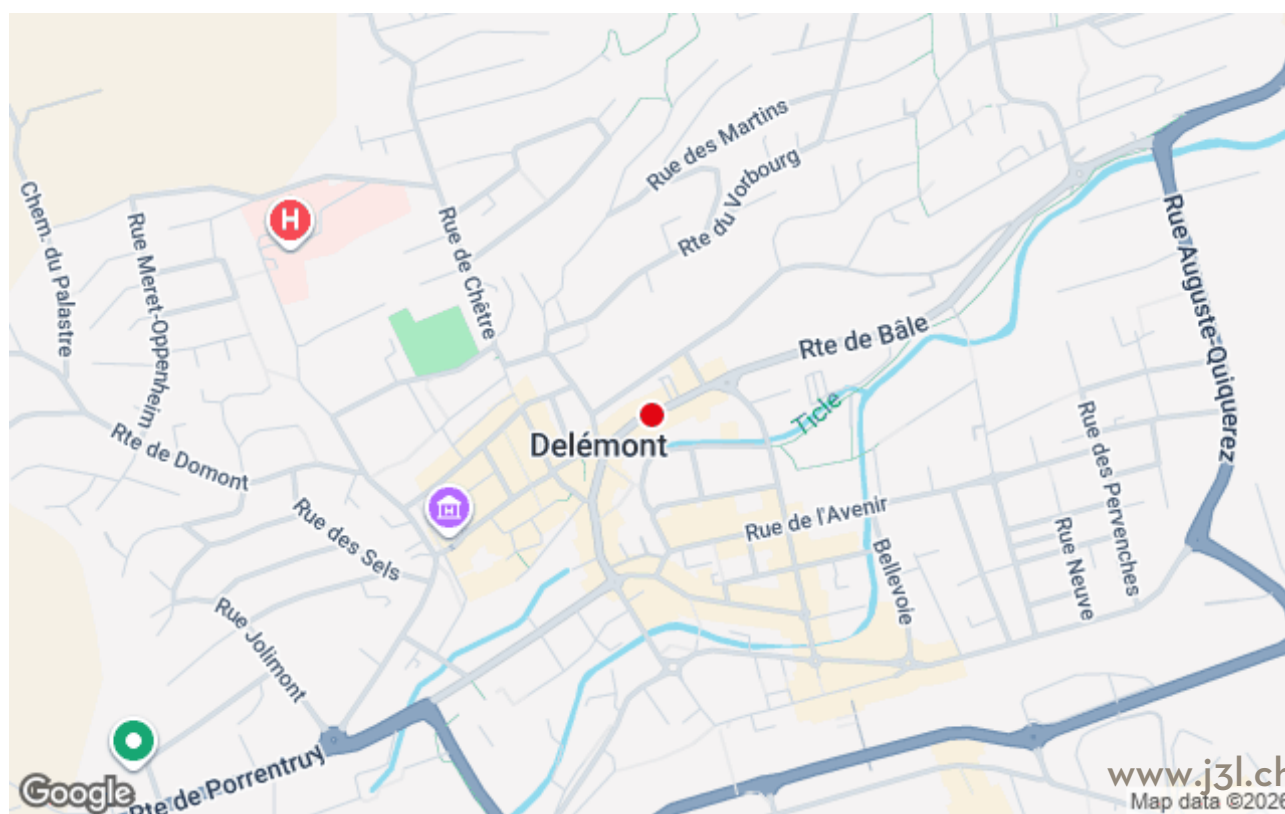 Rue des Martins
Rte du Vorbourg
Chem. du Palastre
Rue Meret-Oppenheim
H
Rue de Chêtre
Rue Auguste-Quiquerez
Rte de Bâle
Ticle
Delémont
Rte de Domont
Rue des Sels
Rue de l'Avenir
Rue des Pervenches
Rue Neuve
Bellevoie
Rue Jolimont
Rte de Porrentruy
Google
www.j3l.ch
Map data ©2026